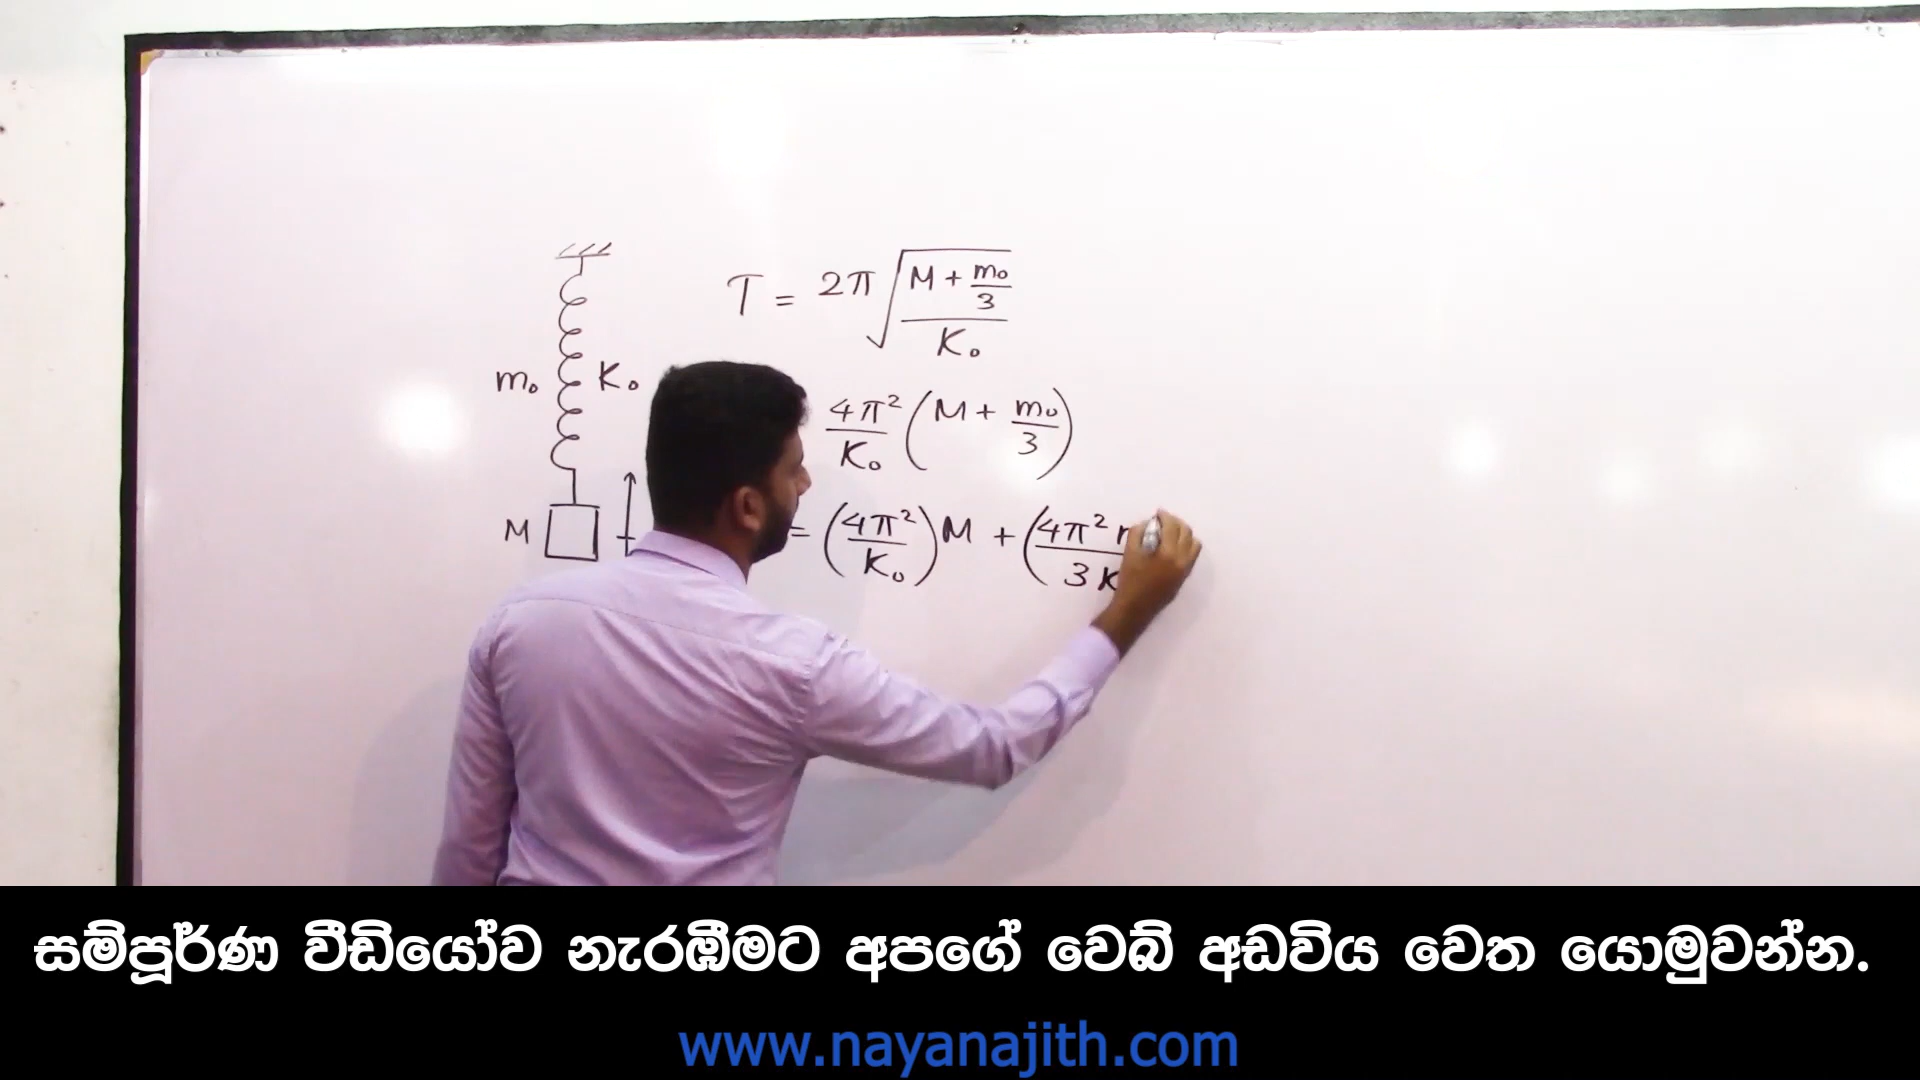 T = 2π √((M + m₀/3)/K₀)
m₀ K₀
4π²/K₀ (M + m₀/3)
M
= (4π²/K₀) M + (4π² / 3K
සම්පූර්ණ වීඩියෝව නැරඹීමට අපගේ වෙබ් අඩවිය වෙත යොමුවන්න.
www.nayanajith.com